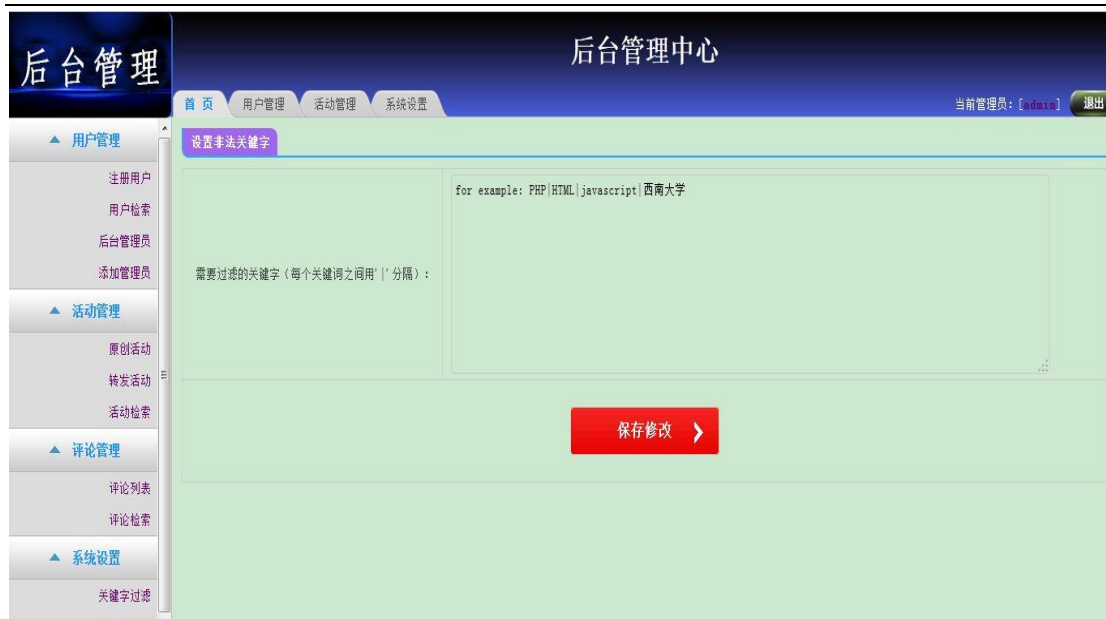 后台管理
后台管理中心
首 页 用户管理 活动管理 系统设置
当前管理员：[admin] 退出
用户管理
注册用户
用户检索
后台管理员
添加管理员
活动管理
原创活动
转发活动
活动检索
评论管理
评论列表
评论检索
系统设置
关键字过滤
设置非法关键字
需要过滤的关键字（每个关键词之间用'|'分隔）：
for example: PHP|HTML|javascript|西南大学
保存修改